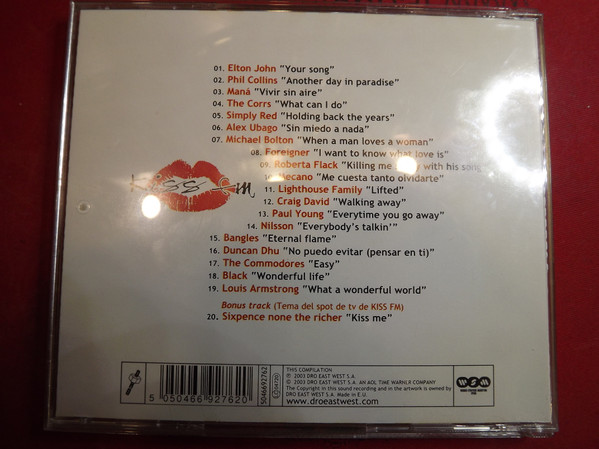 01. Elton John "Your song"
02. Phil Collins "Another day in paradise"
03. Maná "Vivir sin aire"
04. The Corrs "What can I do"
05. Simply Red "Holding back the years"
06. Alex Ubago "Sin miedo a nada"
07. Michael Bolton "When a man loves a woman"
08. Foreigner "I want to know what love is"
09. Roberta Flack "Killing me with his song
Mecano "Me cuesta tanto olvidarte"
11. Lighthouse Family "Lifted"
12. Craig David "Walking away"
13. Paul Young "Everytime you go away"
14. Nilsson "Everybody's talkin'"
15. Bangles "Eternal flame"
16. Duncan Dhu "No puedo evitar (pensar en ti)"
17. The Commodores "Easy"
18. Black "Wonderful life"
19. Louis Armstrong "What a wonderful world"
Bonus track (Tema del spot de tv de KISS FM)
20. Sixpence none the richer "Kiss me"
Kiss fm
5 050466 927620
5046692762
THIS COMPILATION
℗ 2003 DRO EAST WEST S.A.
© 2003 DRO EAST WEST S.A. AN AOL TIME WARNER COMPANY
The Copyright in this sound recording and in the artwork is owned by
DRO EAST WEST S.A. Made in E.U.
www.droeastwest.com